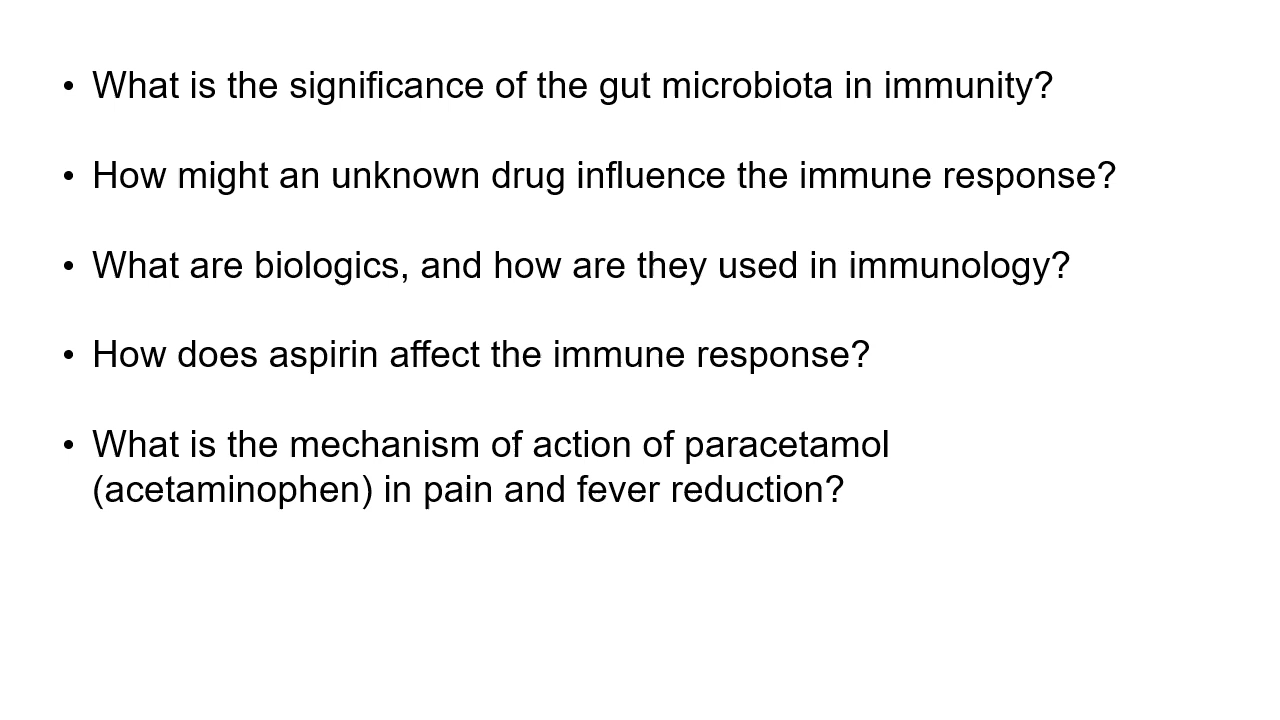 • What is the significance of the gut microbiota in immunity?
• How might an unknown drug influence the immune response?
• What are biologics, and how are they used in immunology?
• How does aspirin affect the immune response?
• What is the mechanism of action of paracetamol
(acetaminophen) in pain and fever reduction?